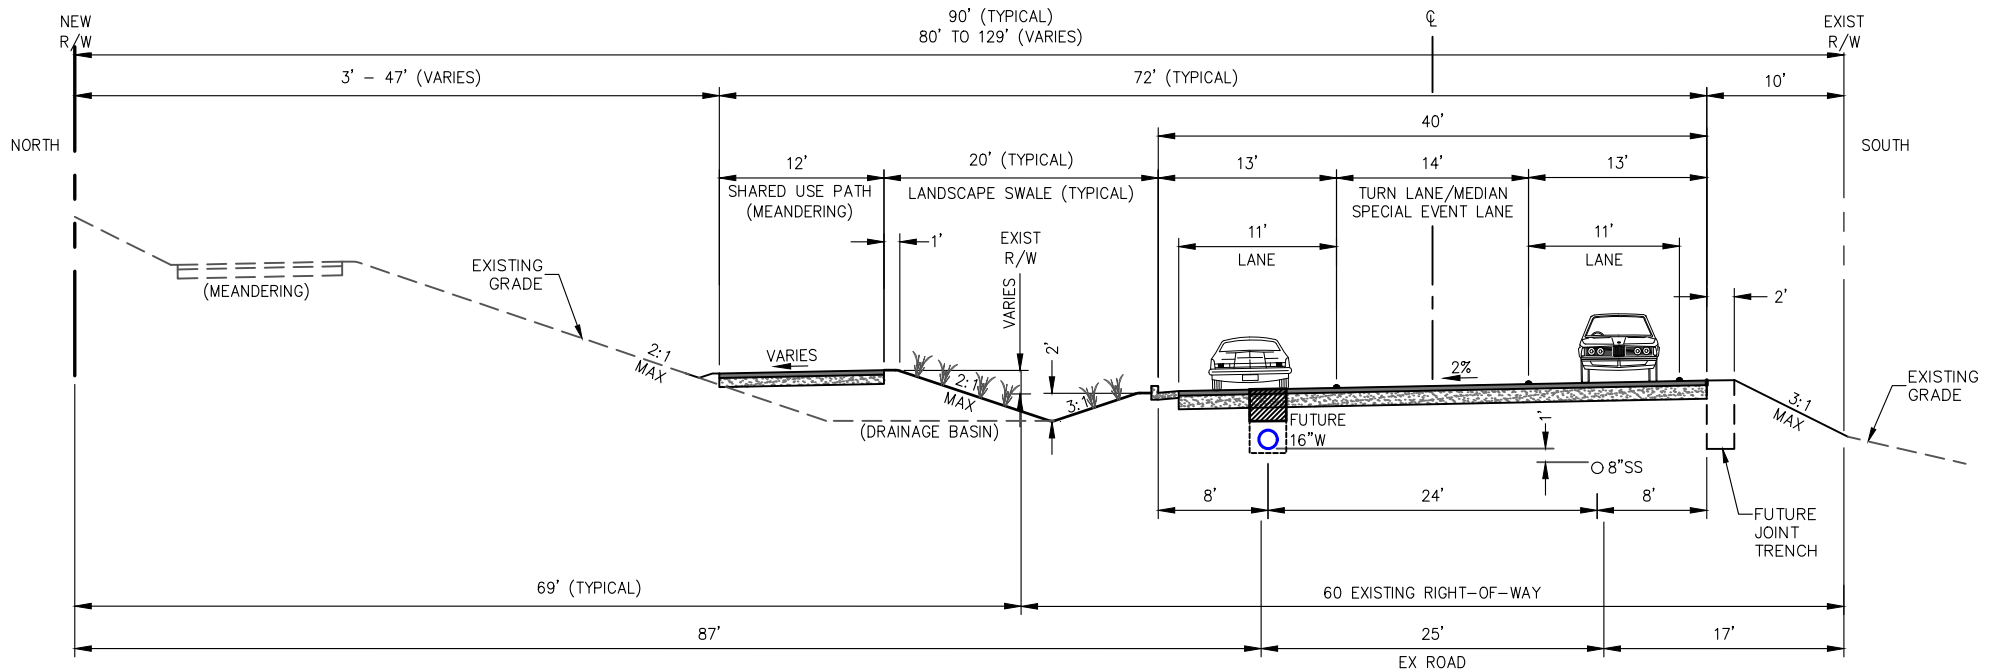 NEW
R/W
90' (TYPICAL)
80' TO 129' (VARIES)
℄
EXIST
R/W
3' – 47' (VARIES)
72' (TYPICAL)
10'
NORTH
40'
SOUTH
12'
SHARED USE PATH
(MEANDERING)
20' (TYPICAL)
LANDSCAPE SWALE (TYPICAL)
13'
14'
TURN LANE/MEDIAN
SPECIAL EVENT LANE
13'
1'
EXIST
R/W
11'
LANE
11'
LANE
EXISTING
GRADE
(MEANDERING)
VARIES
2'
2'
2:1
MAX
VARIES
2:1
MAX
3:1
2%
3:1
MAX
EXISTING
GRADE
(DRAINAGE BASIN)
FUTURE
16"W
1'
8"SS
8'
24'
8'
FUTURE
JOINT
TRENCH
69' (TYPICAL)
60 EXISTING RIGHT-OF-WAY
87'
25'
EX ROAD
17'